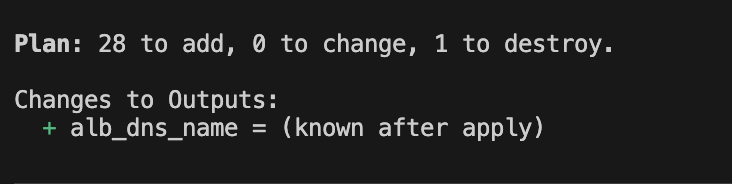 Plan: 28 to add, 0 to change, 1 to destroy.
Changes to Outputs:
+ alb_dns_name = (known after apply)